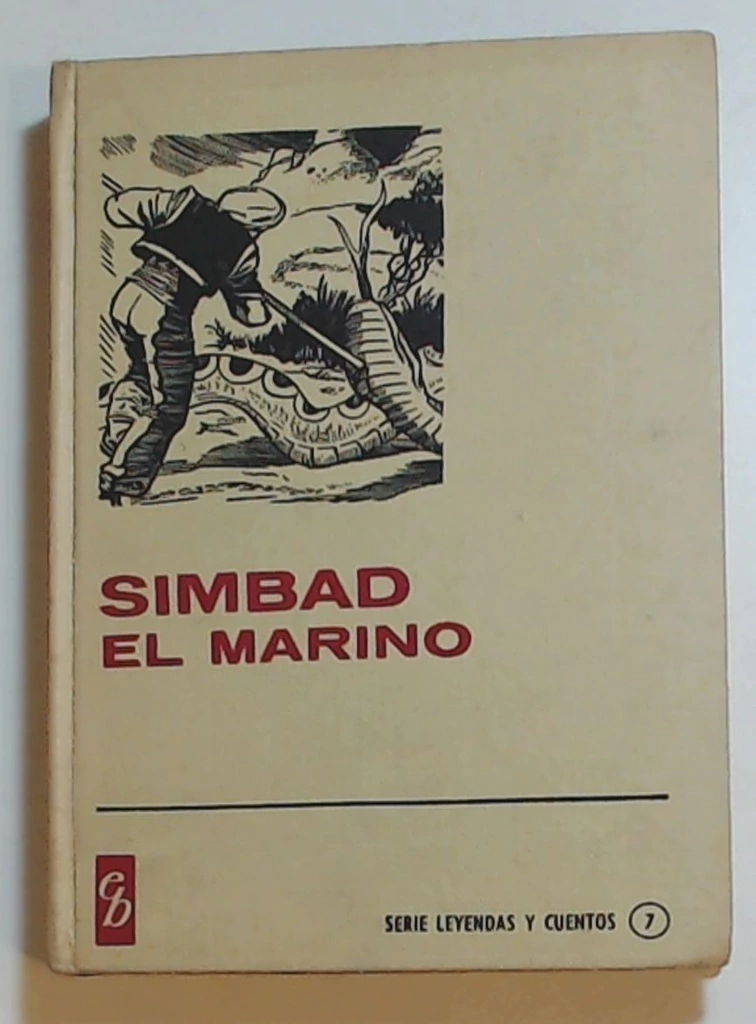 SIMBAD
EL MARINO
eb
SERIE LEYENDAS Y CUENTOS 7